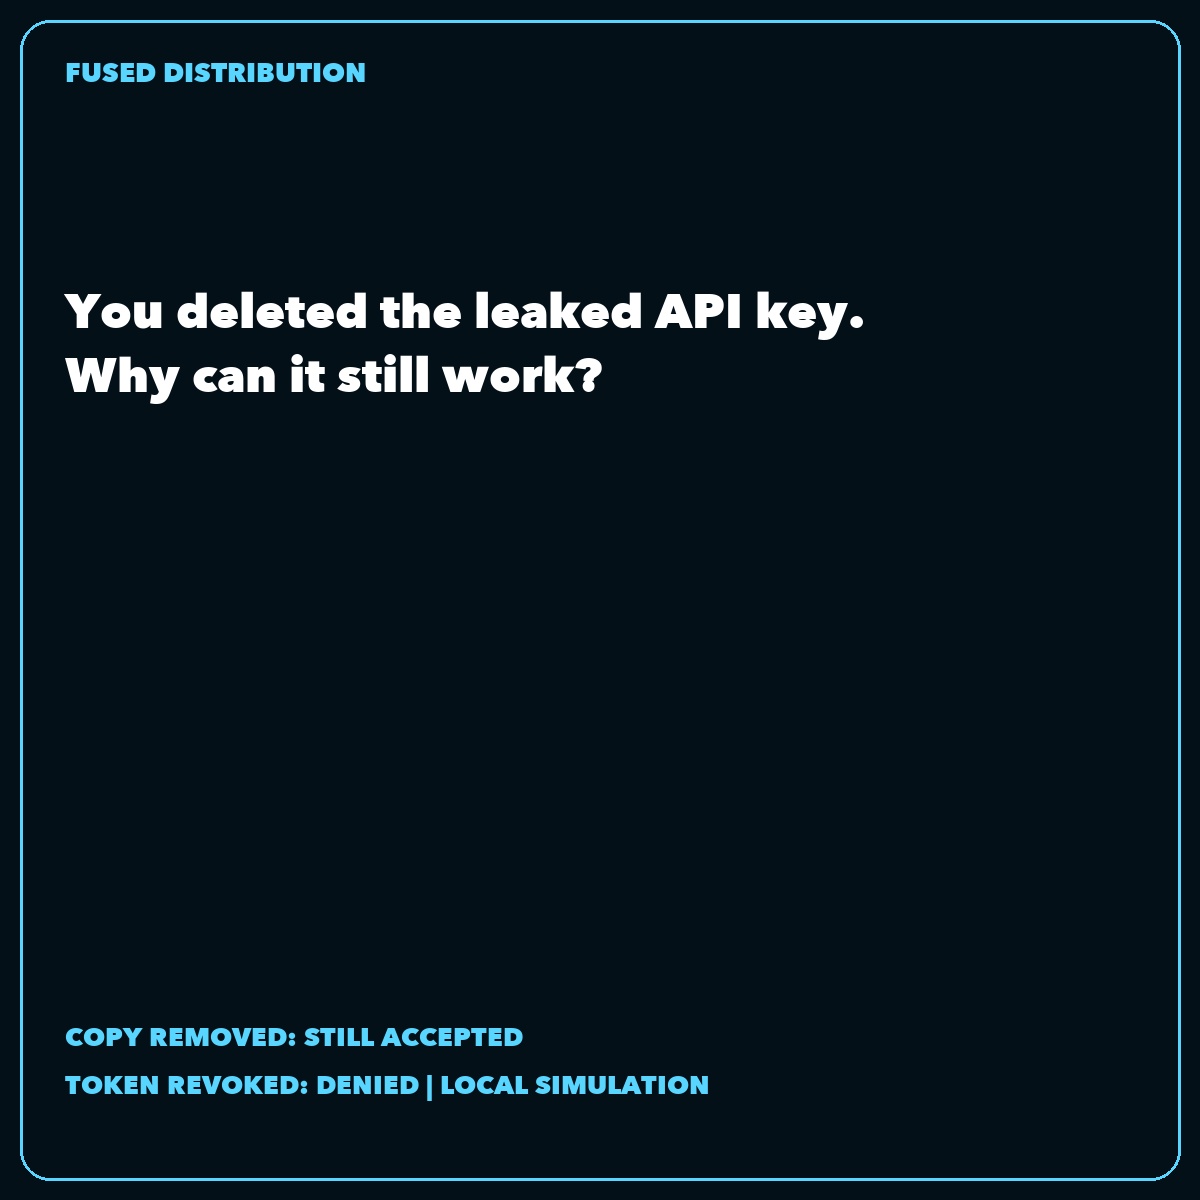 FUSED DISTRIBUTION
You deleted the leaked API key.
Why can it still work?
COPY REMOVED: STILL ACCEPTED
TOKEN REVOKED: DENIED | LOCAL SIMULATION